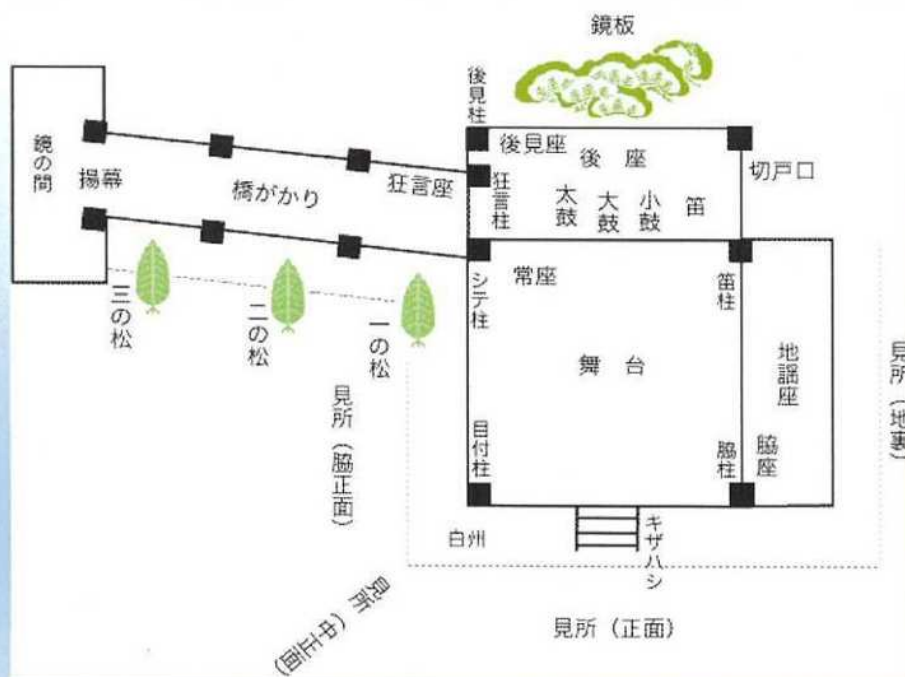 鏡板
後見柱
鏡の間
揚幕
橋がかり
狂言座
後見座
後座
切戸口
狂言柱
太鼓
大鼓
小鼓
笛
シテ柱
常座
笛柱
三の松
二の松
一の松
舞台
地謡座
見所（地裏）
見所（脇正面）
目付柱
脇柱
脇座
白州
キザハシ
見所（中正面）
見所（正面）